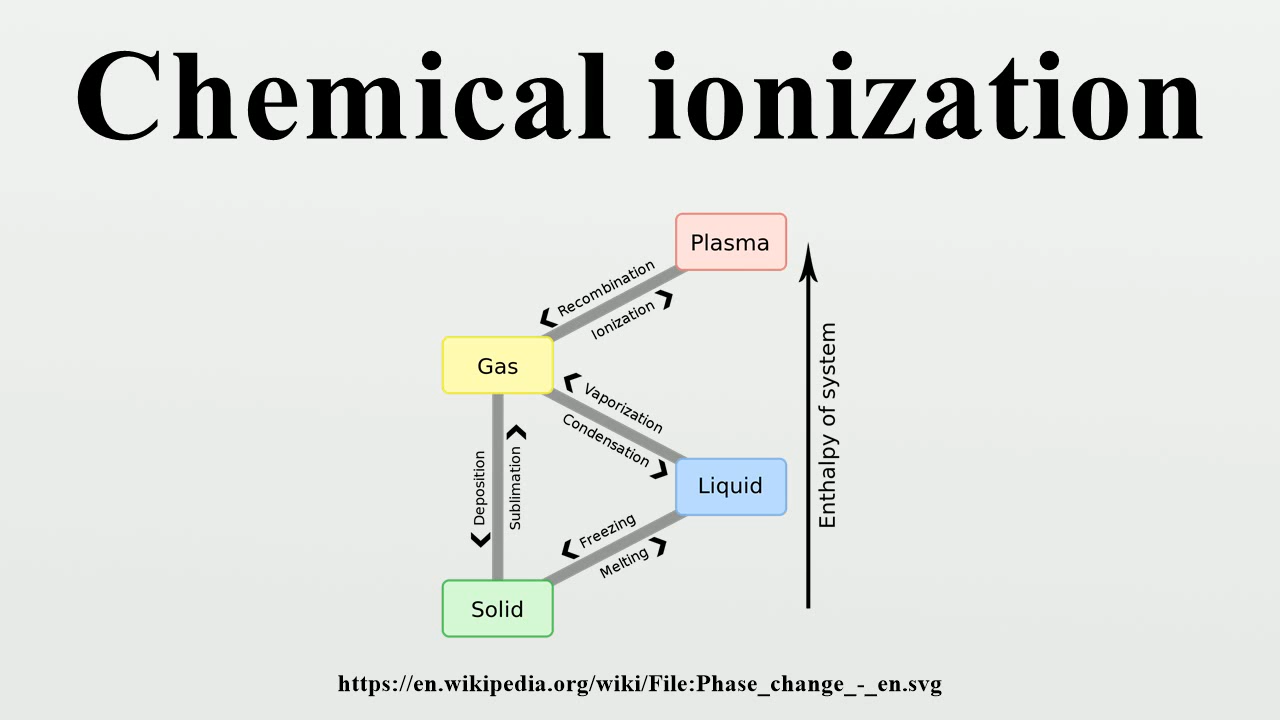 Chemical ionization
Plasma
Recombination
Ionization
Gas
Vaporization
Condensation
Enthalpy of system
Deposition
Sublimation
Liquid
Freezing
Melting
Solid
https://en.wikipedia.org/wiki/File:Phase_change_-_en.svg